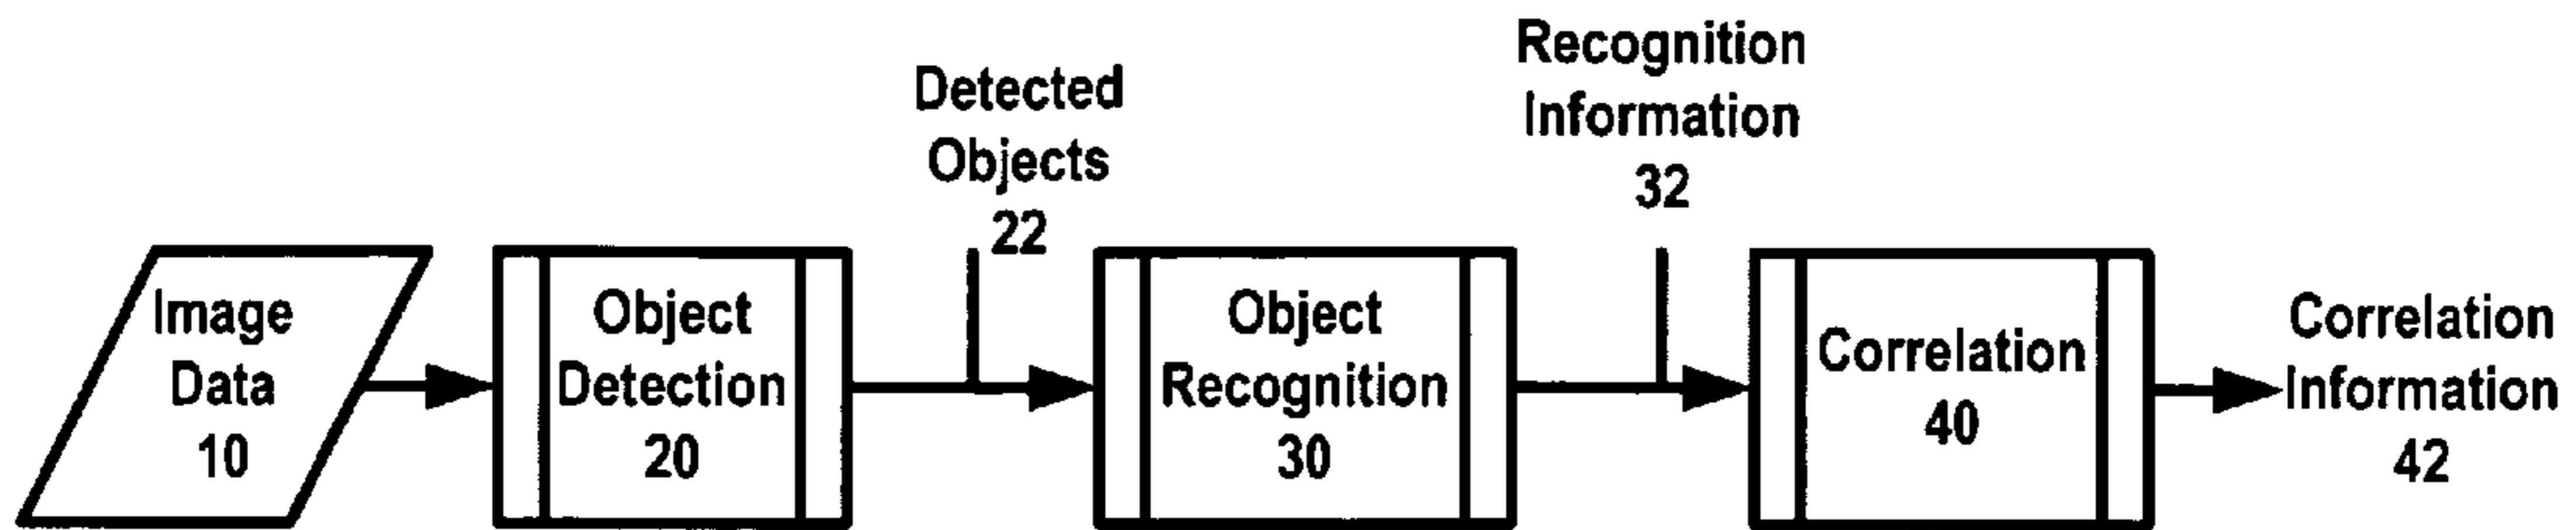 Image
Data
10
Object
Detection
20
Detected
Objects
22
Object
Recognition
30
Recognition
Information
32
Correlation
40
Correlation
Information
42